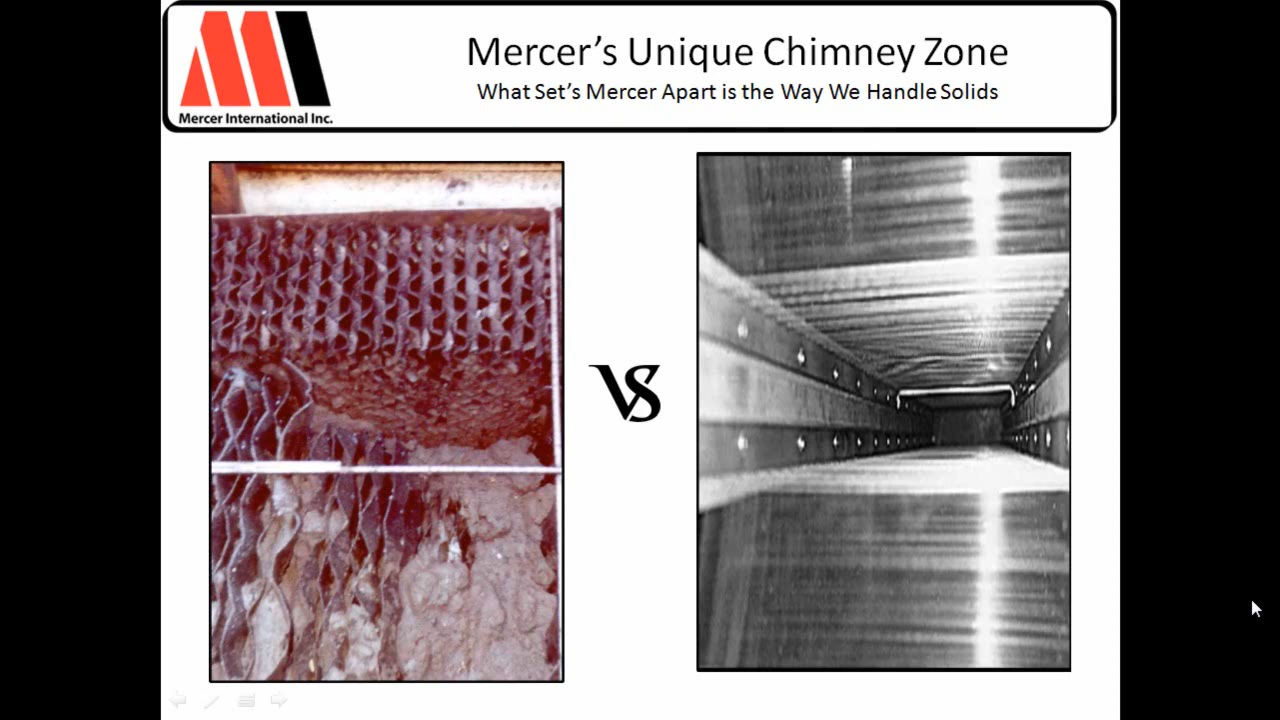 Mercer’s Unique Chimney Zone
What Set’s Mercer Apart is the Way We Handle Solids
Mercer International Inc.
VS